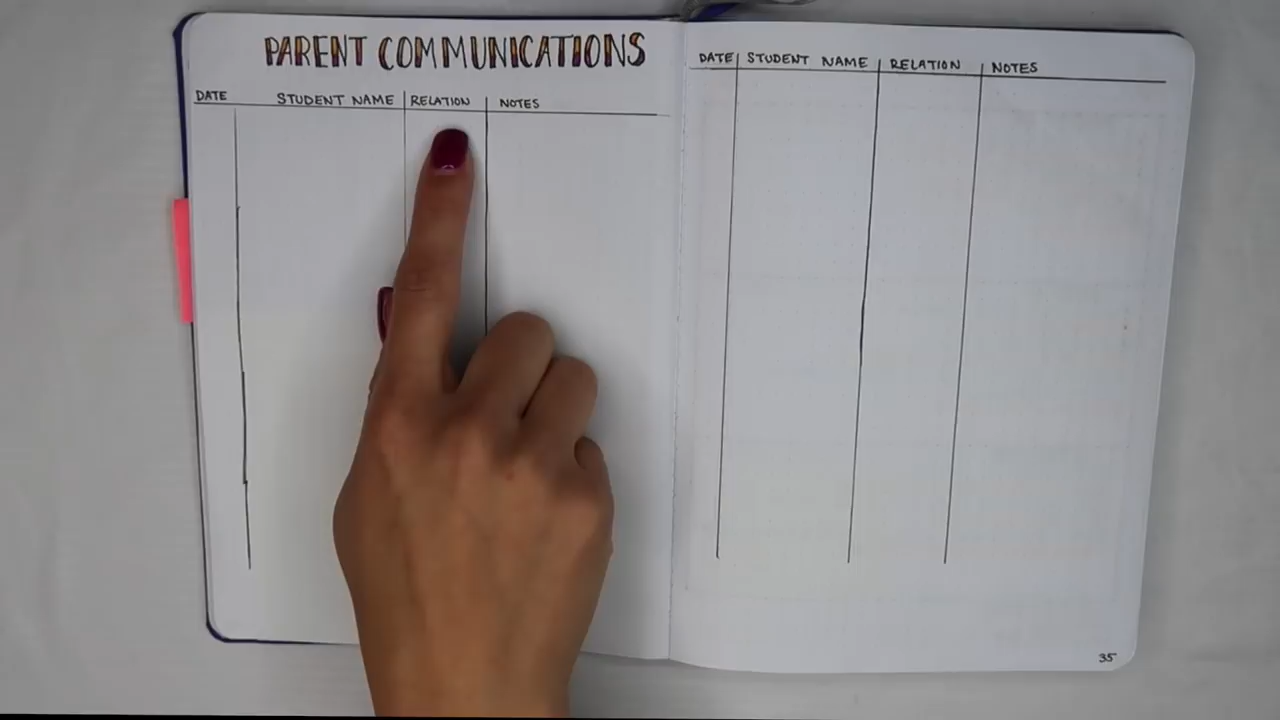 PARENT COMMUNICATIONS
DATE STUDENT NAME RELATION NOTES
DATE STUDENT NAME RELATION NOTES
35